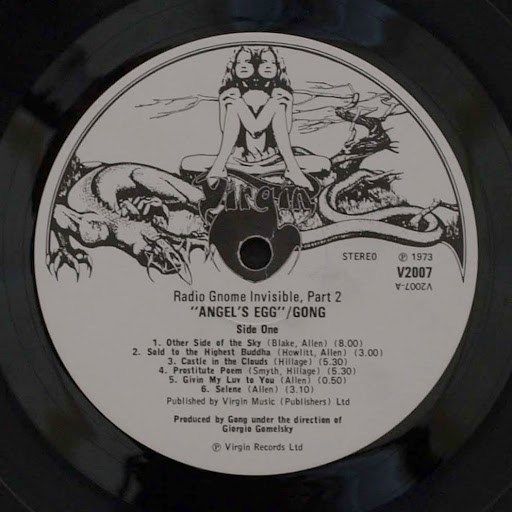 Virgin
STEREO
℗ 1973
V2007
V2007-A
Radio Gnome Invisible, Part 2
"ANGEL'S EGG"/GONG
Side One
1. Other Side of the Sky (Blake, Allen) (8.00)
2. Sold to the Highest Buddha (Howlitt, Allen) (3.00)
3. Castle in the Clouds (Hillage) (5.30)
4. Prostitute Poem (Smyth, Hillage) (5.30)
5. Givin My Luv to You (Allen) (0.50)
6. Selene (Allen) (3.10)
Published by Virgin Music (Publishers) Ltd
Produced by Gong under the direction of
Giorgio Gomelsky
℗ Virgin Records Ltd